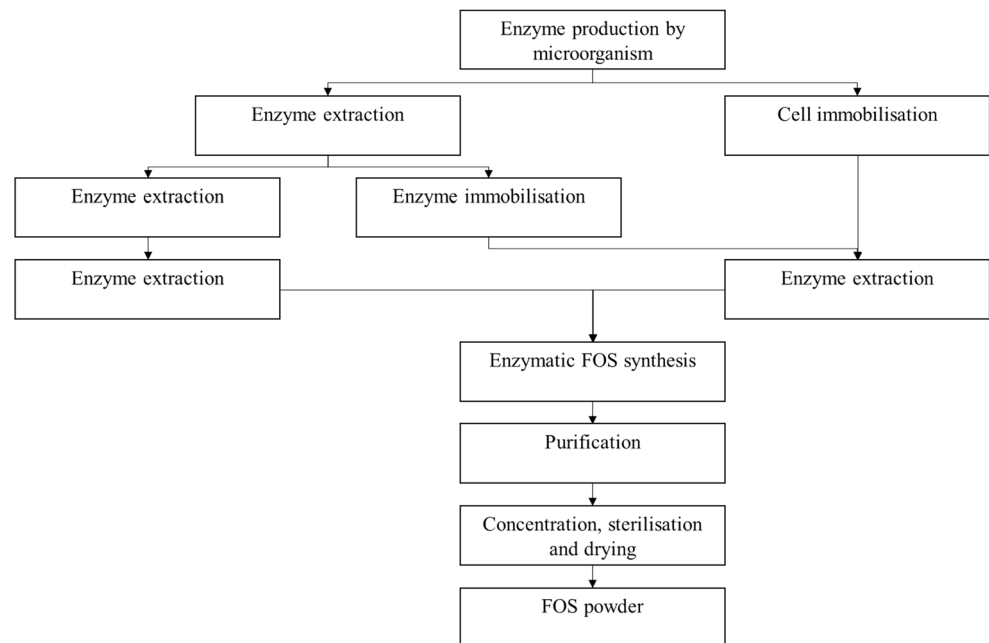 Enzyme production by
microorganism
Enzyme extraction
Cell immobilisation
Enzyme extraction
Enzyme immobilisation
Enzyme extraction
Enzyme extraction
Enzymatic FOS synthesis
Purification
Concentration, sterilisation
and drying
FOS powder